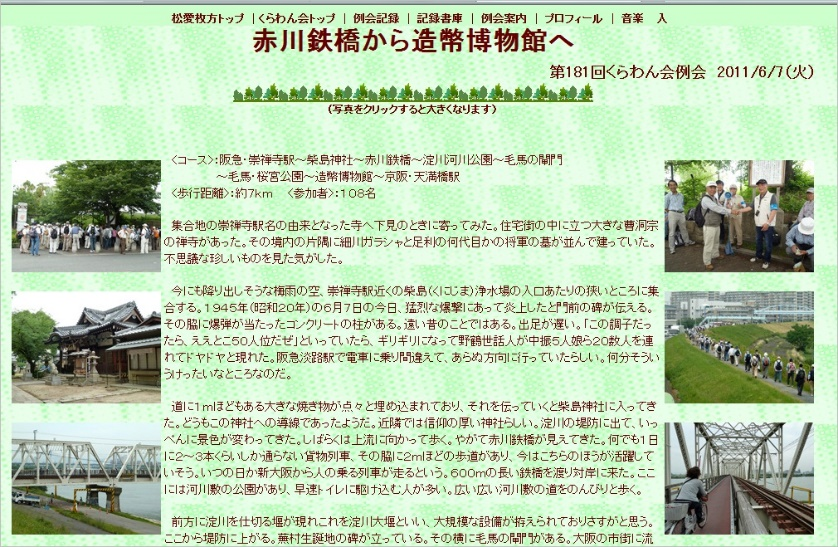 松愛枚方トップ | くらわん会トップ | 例会記録 | 記録書庫 | 例会案内 | プロフィール | 音楽 入
赤川鉄橋から造幣博物館へ
第181回くらわん会例会 2011/6/7(火)
(写真をクリックすると大きくなります)
<コース>:阪急・崇禅寺駅~柴島神社~赤川鉄橋~淀川河川公園~毛馬の閘門
~毛馬・桜宮公園~造幣博物館~京阪・天満橋駅
<歩行距離>:約7km <参加者>:108名
集合地の崇禅寺駅名の由来となった寺へ下見のときに寄ってみた。住宅街の中に立つ大きな曹洞宗
の禅寺があった。その境内の片隅に細川ガラシャと足利の何代目かの将軍の墓が並んで建っていた。
不思議な珍しいものを見た気がした。
今にも降り出しそうな梅雨の空、崇禅寺駅近くの柴島(くにじま)浄水場の入口あたりの狭いところに集
合する。1945年(昭和20年)の6月7日の今日、猛烈な爆撃にあって炎上したと門前の碑が伝える。
その脇に爆弾が当たったコンクリートの柱がある。遠い昔のことではある。出足が遅い。「この調子だっ
たら、ええとこ50人位だぜ」といっていたら、ギリギリになって野鶴世話人が中振5人娘ら20数人を連
れてドヤドヤと現れた。阪急淡路駅で電車に乗り間違えて、あらぬ方向に行っていたらしい。何分そうい
うけったいなところなのだ。
道に1mほどもある大きな焼き物が点々と埋め込まれており、それを伝っていくと柴島神社に入ってき
た。どうもこの神社への導線であったようだ。近隣では信仰の厚い神社らしい。淀川の堤防に出て、いっ
ぺんに景色が変わってきた。しばらくは上流に向かって歩く。やがて赤川鉄橋が見えてきた。何でも1日
に2~3本くらいしか通らない貨物列車、その脇に2mほどの歩道があり、今はこちらのほうが活躍して
いそう。いつの日か新大阪から人の乗る列車が走るという。600mの長い鉄橋を渡り対岸に来た。ここ
には河川敷の公園があり、早速トイレに駆け込む人が多い。広い広い河川敷の道をのんびりと歩く。
前方に淀川を仕切る堰が現れこれを淀川大堰といい、大規模な設備が拵えられておりさすがと思う。
ここから堤防に上がる。蕪村生誕地の碑が立っている。その横に毛馬の閘門がある。大阪の市街に流